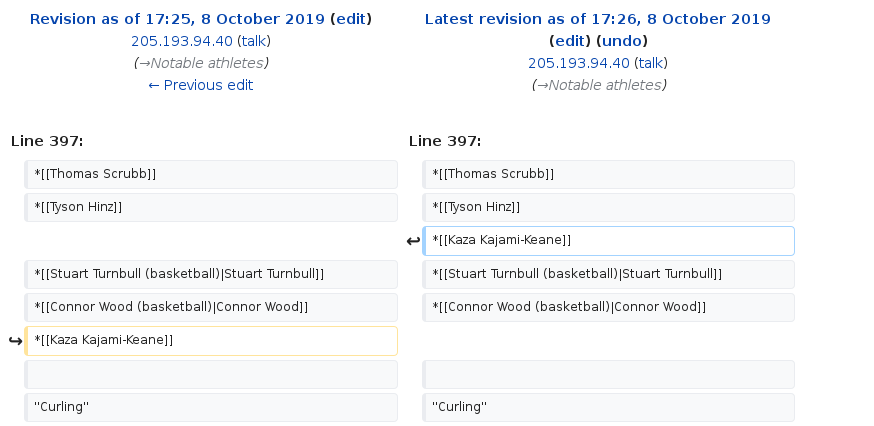 Revision as of 17:25, 8 October 2019 (edit)
205.193.94.40 (talk)
(→Notable athletes)
← Previous edit
Latest revision as of 17:26, 8 October 2019
(edit) (undo)
205.193.94.40 (talk)
(→Notable athletes)
Line 397:
Line 397:
*[[Thomas Scrubb]]
*[[Thomas Scrubb]]
*[[Tyson Hinz]]
*[[Tyson Hinz]]
↩ *[[Kaza Kajami-Keane]]
*[[Stuart Turnbull (basketball)|Stuart Turnbull]]
*[[Stuart Turnbull (basketball)|Stuart Turnbull]]
*[[Connor Wood (basketball)|Connor Wood]]
*[[Connor Wood (basketball)|Connor Wood]]
↪ *[[Kaza Kajami-Keane]]
''Curling''
''Curling''